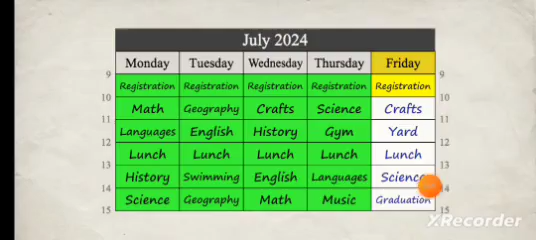 July 2024
Monday Tuesday Wednesday Thursday Friday
9 9
Registration Registration Registration Registration Registration
10 10
Math Geography Crafts Science Crafts
11 11
Languages English History Gym Yard
12 12
Lunch Lunch Lunch Lunch Lunch
13 13
History Swimming English Languages Science
14 14
Science Geography Math Music Graduation
15 15
XRecorder